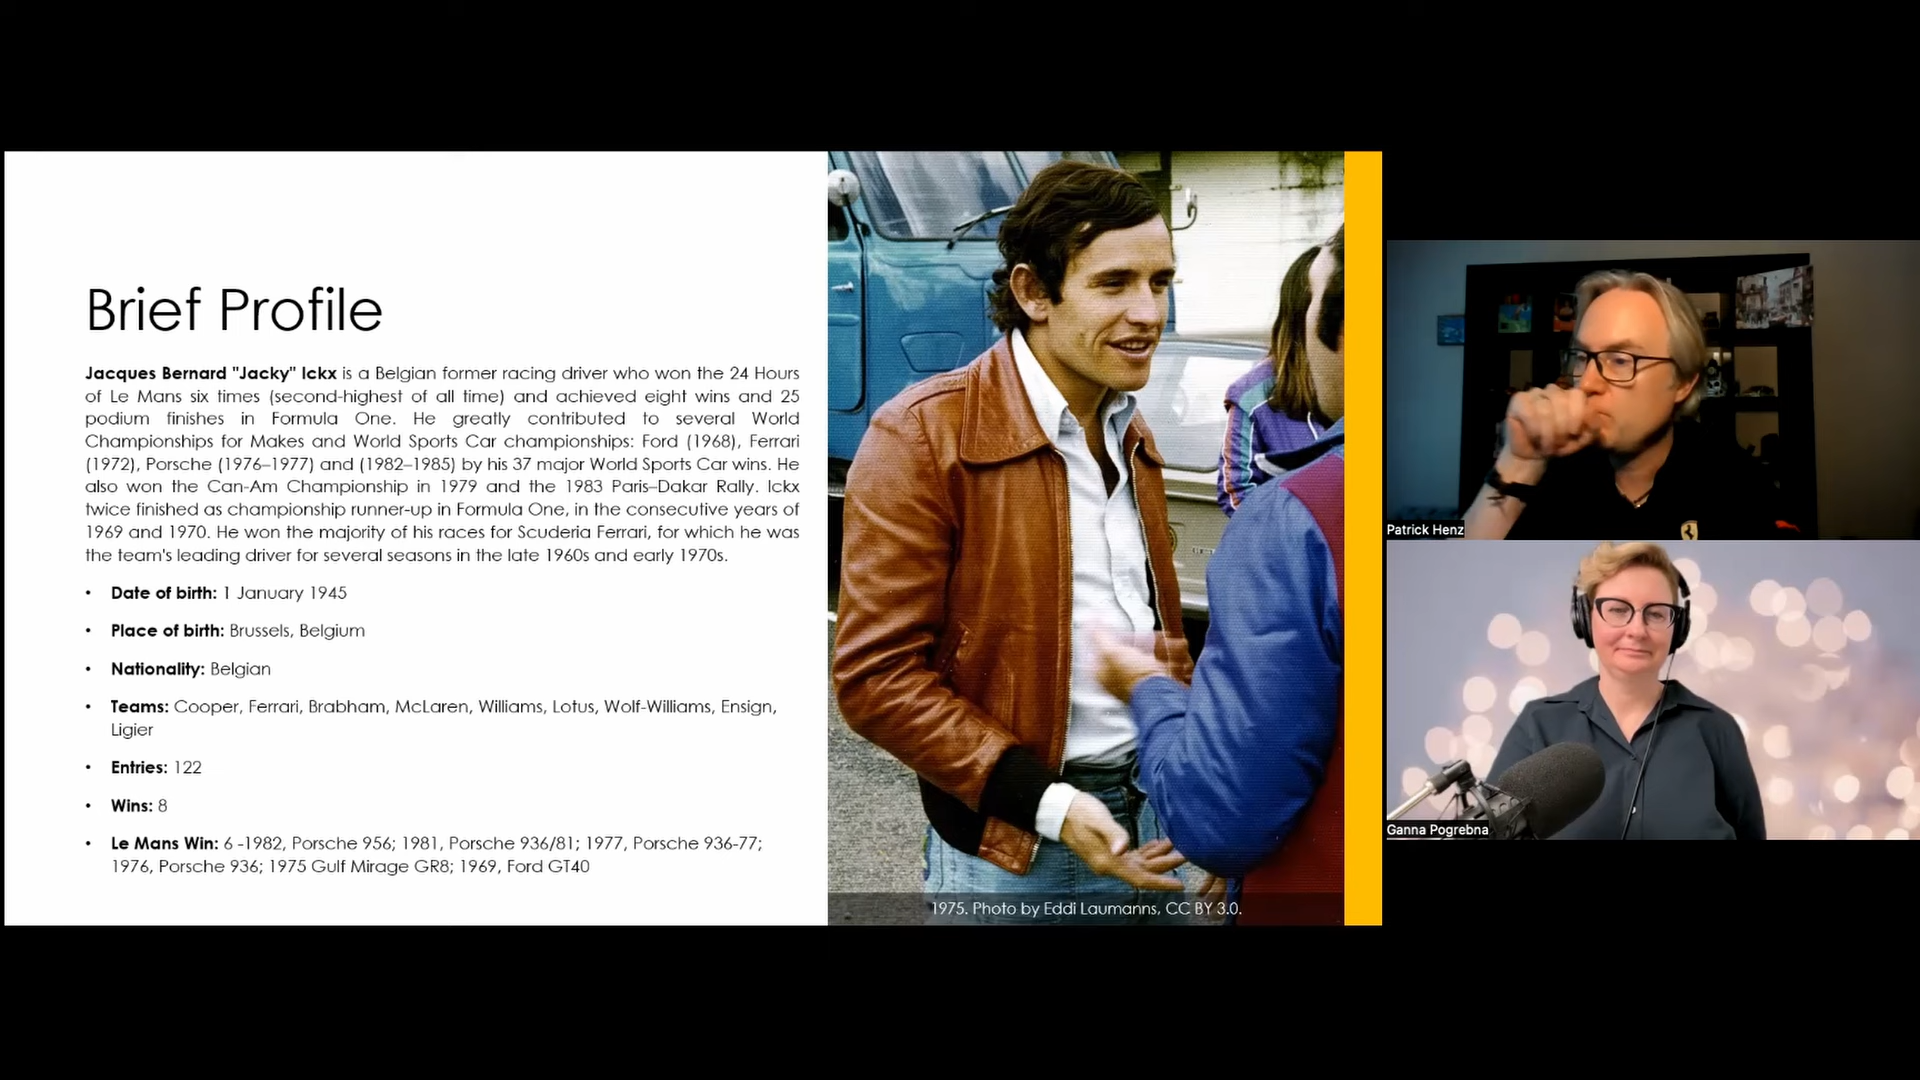 Brief Profile
Jacques Bernard "Jacky" Ickx is a Belgian former racing driver who won the 24 Hours
of Le Mans six times (second-highest of all time) and achieved eight wins and 25
podium finishes in Formula One. He greatly contributed to several World
Championships for Makes and World Sports Car championships: Ford (1968), Ferrari
(1972), Porsche (1976–1977) and (1982–1985) by his 37 major World Sports Car wins. He
also won the Can-Am Championship in 1979 and the 1983 Paris–Dakar Rally. Ickx
twice finished as championship runner-up in Formula One, in the consecutive years of
1969 and 1970. He won the majority of his races for Scuderia Ferrari, for which he was
the team's leading driver for several seasons in the late 1960s and early 1970s.
• Date of birth: 1 January 1945
• Place of birth: Brussels, Belgium
• Nationality: Belgian
• Teams: Cooper, Ferrari, Brabham, McLaren, Williams, Lotus, Wolf-Williams, Ensign,
Ligier
• Entries: 122
• Wins: 8
• Le Mans Win: 6 -1982, Porsche 956; 1981, Porsche 936/81; 1977, Porsche 936-77;
1976, Porsche 936; 1975 Gulf Mirage GR8; 1969, Ford GT40
1975. Photo by Eddi Laumanns, CC BY 3.0.
Patrick Henz
Ganna Pogrebna